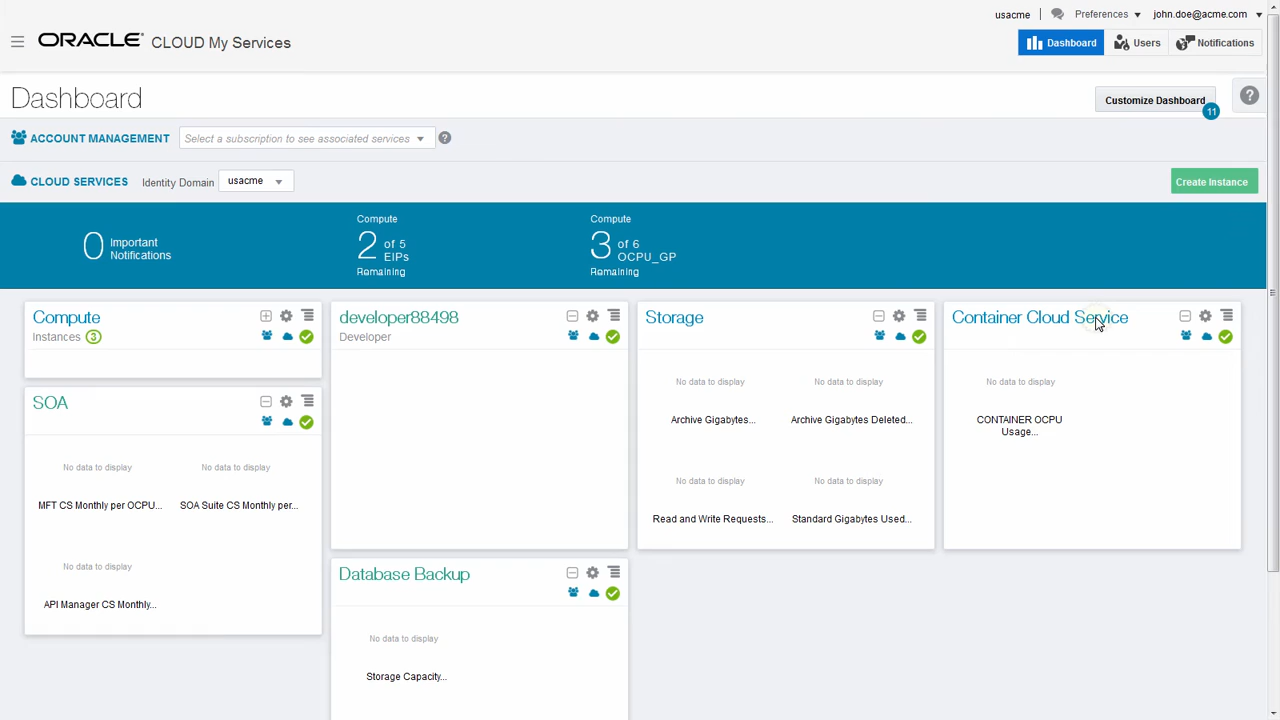 usacme Preferences john.doe@acme.com
ORACLE CLOUD My Services
Dashboard Users Notifications
Dashboard
Customize Dashboard
11
?
ACCOUNT MANAGEMENT Select a subscription to see associated services ?
CLOUD SERVICES Identity Domain usacme
Create Instance
0 Important
Notifications
Compute
2 of 5
EIPs
Remaining
Compute
3 of 6
OCPU_GP
Remaining
Compute
Instances 3
developer88498
Developer
Storage
No data to display
No data to display
Archive Gigabytes...
Archive Gigabytes Deleted...
No data to display
No data to display
Read and Write Requests...
Standard Gigabytes Used...
Container Cloud Service
No data to display
CONTAINER OCPU
Usage...
SOA
No data to display
No data to display
MFT CS Monthly per OCPU...
SOA Suite CS Monthly per...
No data to display
API Manager CS Monthly...
Database Backup
No data to display
Storage Capacity...